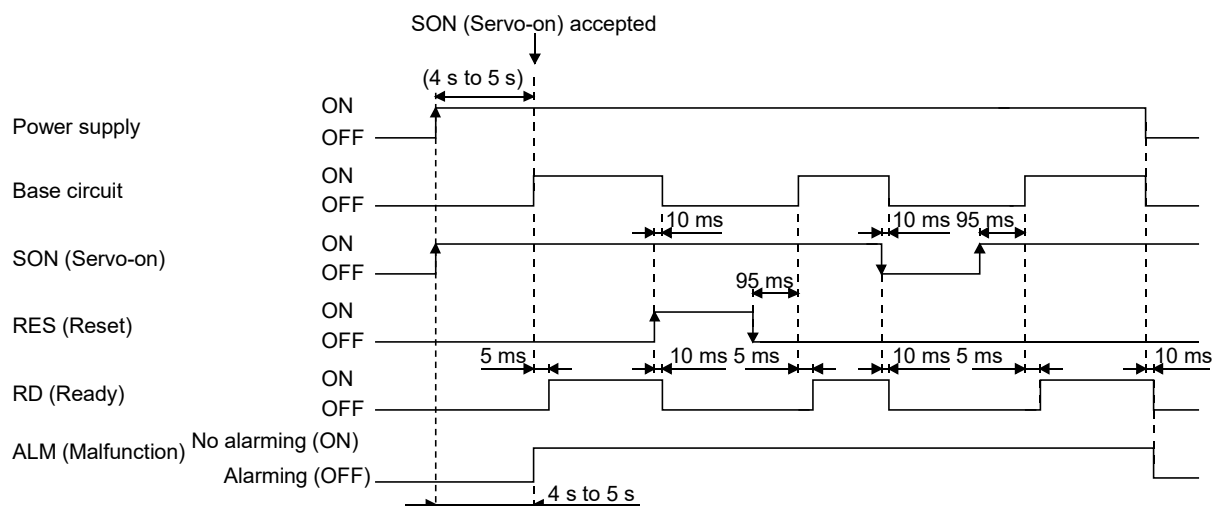 SON (Servo-on) accepted
(4 s to 5 s)
Power supply
ON
OFF
Base circuit
ON
OFF
10 ms
10 ms
95 ms
SON (Servo-on)
ON
OFF
95 ms
RES (Reset)
ON
OFF
5 ms
10 ms
5 ms
10 ms
5 ms
10 ms
RD (Ready)
ON
OFF
ALM (Malfunction)
No alarming (ON)
Alarming (OFF)
4 s to 5 s